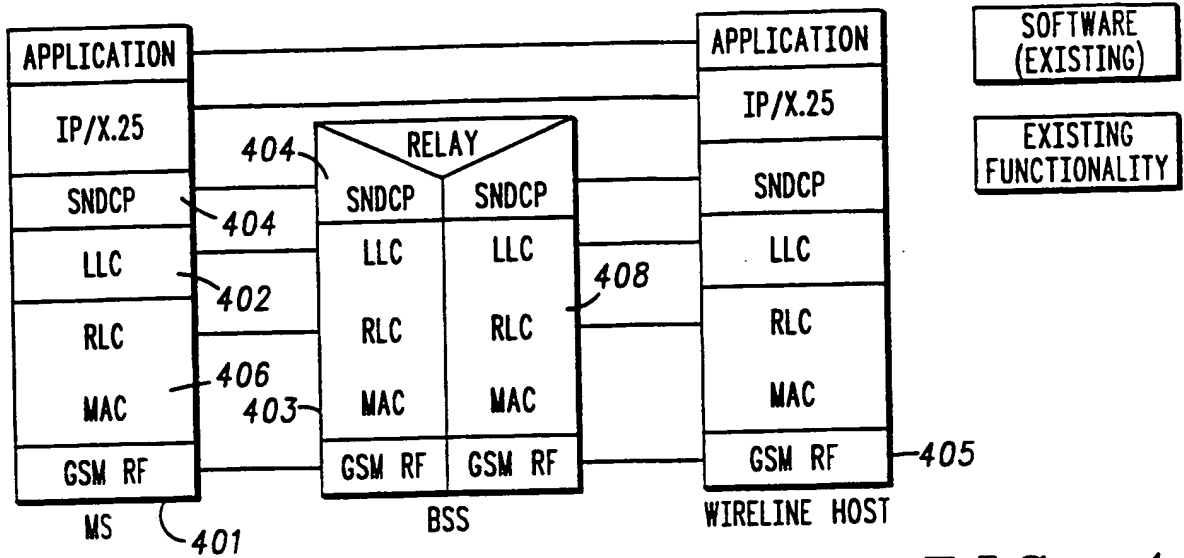 APPLICATION
IP/X.25
SNDCP
404
LLC
402
RLC
406
MAC
GSM RF
MS
401
RELAY
404
SNDCP SNDCP
LLC LLC
408
RLC RLC
403
MAC MAC
GSM RF GSM RF
BSS
APPLICATION
IP/X.25
SNDCP
LLC
RLC
MAC
GSM RF
405
WIRELINE HOST
SOFTWARE
(EXISTING)
EXISTING
FUNCTIONALITY